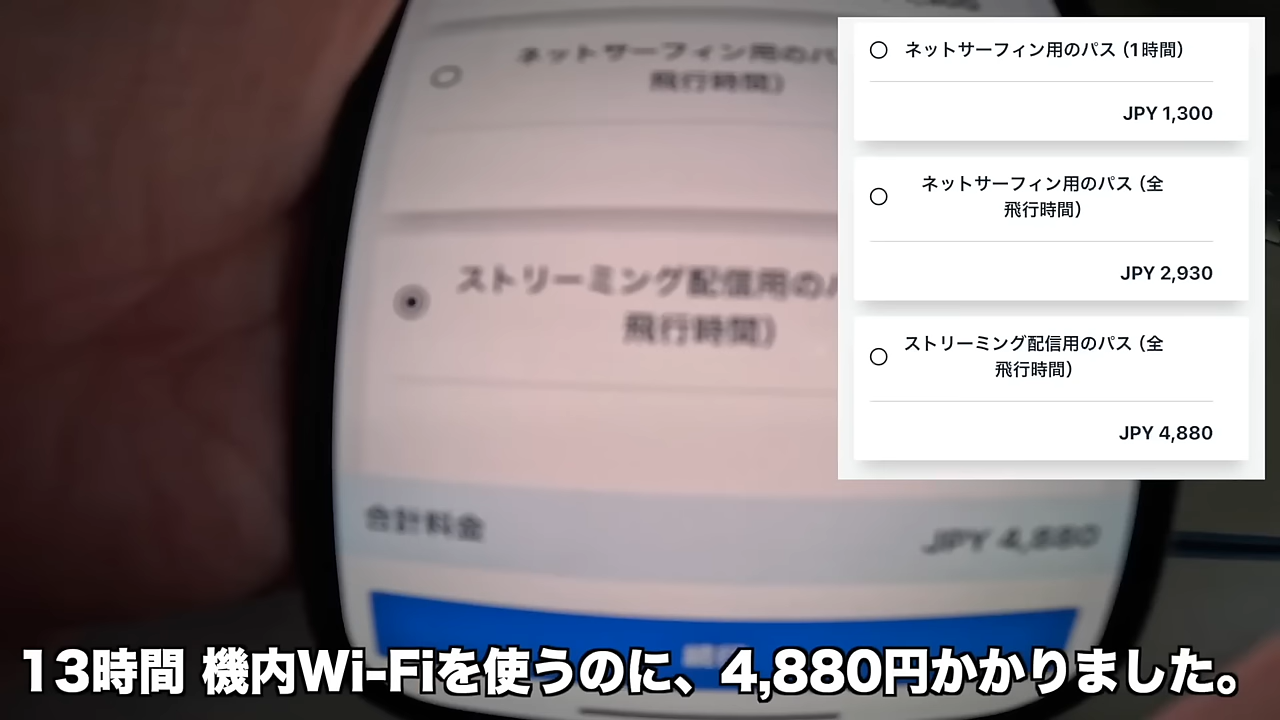 ネットサーフィン用のパ
飛行時間）
ストリーミング配信用のパ
飛行時間）
合計料金
JPY 4,880
ネットサーフィン用のパス（1時間）
JPY 1,300
ネットサーフィン用のパス（全
飛行時間）
JPY 2,930
ストリーミング配信用のパス（全
飛行時間）
JPY 4,880
13時間 機内Wi-Fiを使うのに、4,880円かかりました。